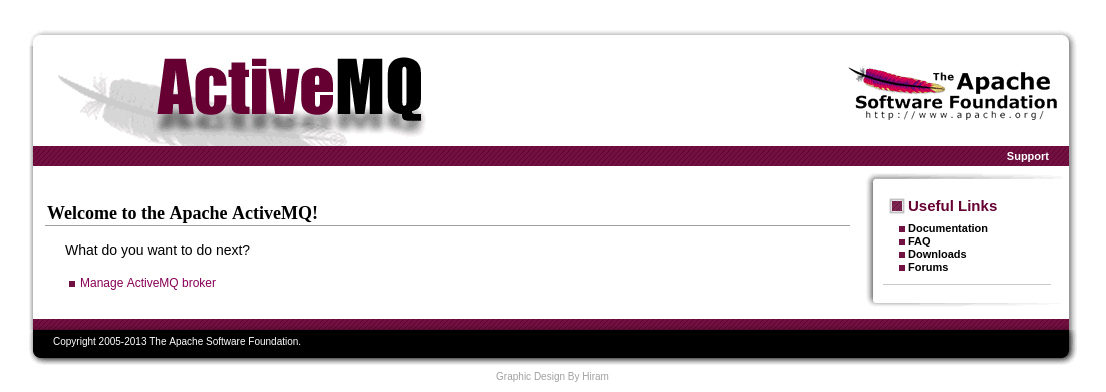 ActiveMQ
The Apache
Software Foundation
http://www.apache.org/
Support
Welcome to the Apache ActiveMQ!
What do you want to do next?
Manage ActiveMQ broker
Useful Links
Documentation
FAQ
Downloads
Forums
Copyright 2005-2013 The Apache Software Foundation.
Graphic Design By Hiram